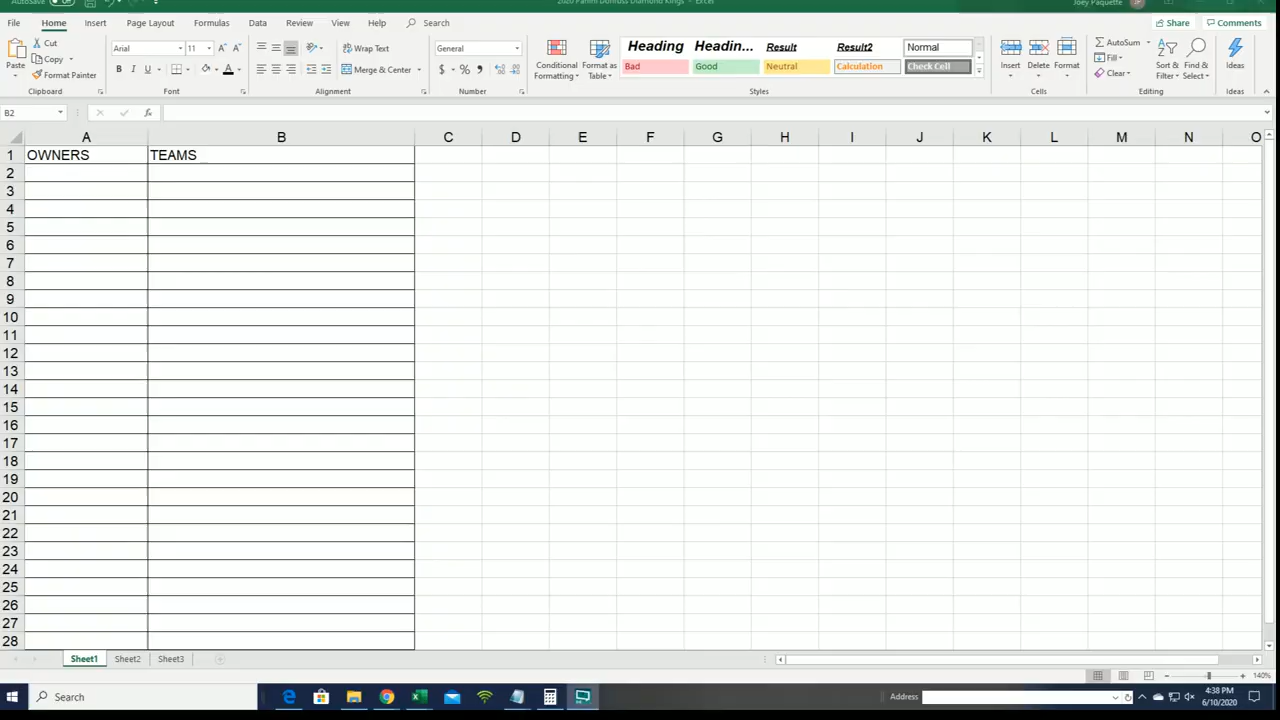 AutoSave Off 2020 Panini Donruss Diamond Kings - Excel Joey Paquette JP
File Home Insert Page Layout Formulas Data Review View Help Search Share Comments
Paste Cut Copy Format Painter Clipboard
Arial 11 A A B I U A Font
Wrap Text Merge & Center Alignment
General $ % , Number
Conditional Formatting Format as Table
Heading Headin... Result Result2 Normal
Bad Good Neutral Calculation Check Cell
Styles
Insert Delete Format Cells
AutoSum Fill Clear Sort & Filter Find & Select Editing
Ideas Ideas
B2 fx
A B C D E F G H I J K L M N O
1 OWNERS TEAMS
2
3
4
5
6
7
8
9
10
11
12
13
14
15
16
17
18
19
20
21
22
23
24
25
26
27
28
Sheet1 Sheet2 Sheet3
140%
Search Address 4:38 PM
6/10/2020